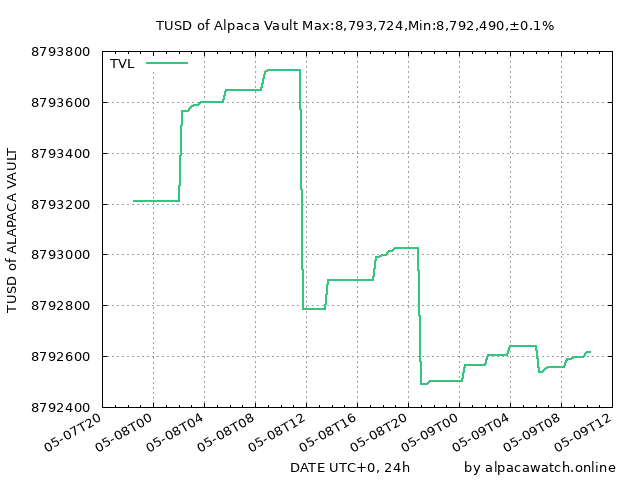 TUSD of Alpaca Vault Max:8,793,724,Min:8,792,490,±0.1%
TVL
8793800
8793600
8793400
8793200
8793000
8792800
8792600
8792400
TUSD of ALAPACA VAULT
05-07T20
05-08T00
05-08T04
05-08T08
05-08T12
05-08T16
05-08T20
05-09T00
05-09T04
05-09T08
05-09T12
DATE UTC+0, 24h
by alpacawatch.online